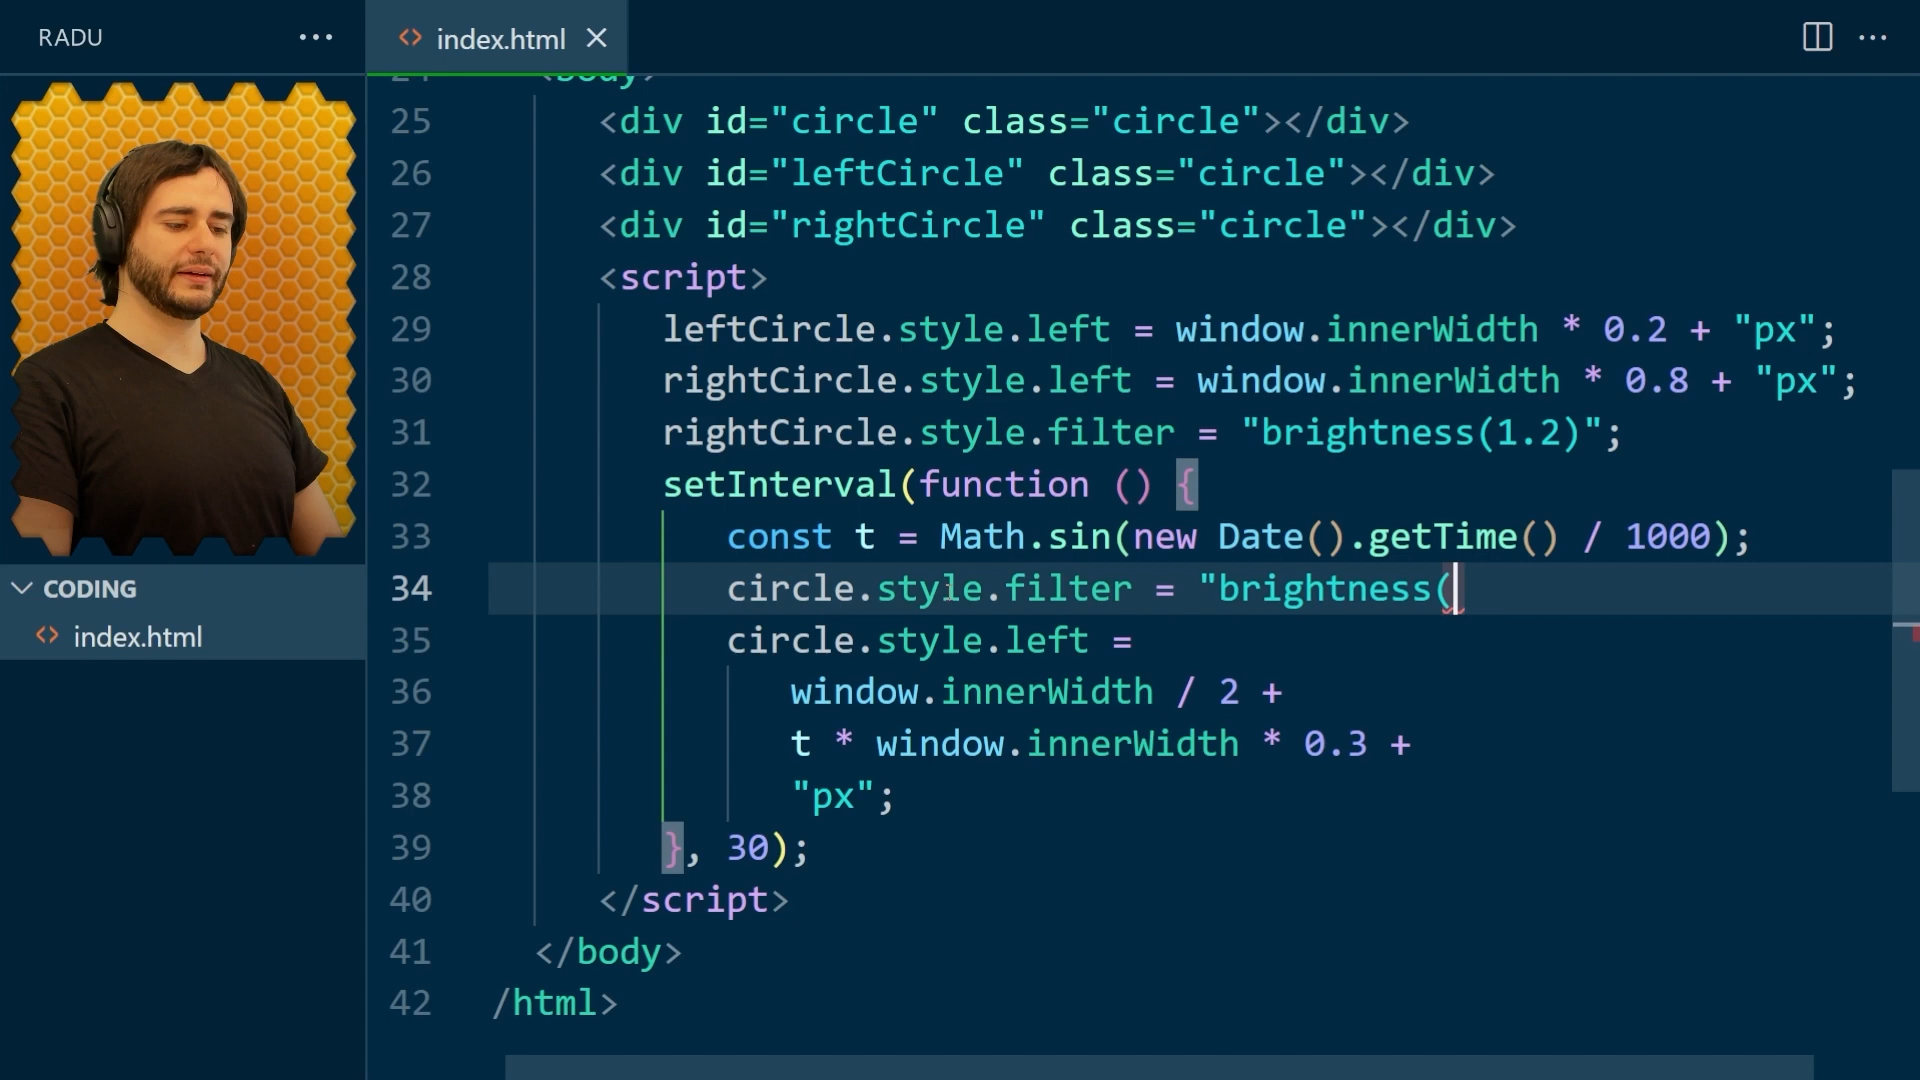 RADU
index.html
24 <body>
25 <div id="circle" class="circle"></div>
26 <div id="leftCircle" class="circle"></div>
27 <div id="rightCircle" class="circle"></div>
28 <script>
29 leftCircle.style.left = window.innerWidth * 0.2 + "px";
30 rightCircle.style.left = window.innerWidth * 0.8 + "px";
31 rightCircle.style.filter = "brightness(1.2)";
32 setInterval(function () {
33 const t = Math.sin(new Date().getTime() / 1000);
34 circle.style.filter = "brightness(
35 circle.style.left =
36 window.innerWidth / 2 +
37 t * window.innerWidth * 0.3 +
38 "px";
39 }, 30);
40 </script>
41 </body>
42 /html>
CODING
index.html